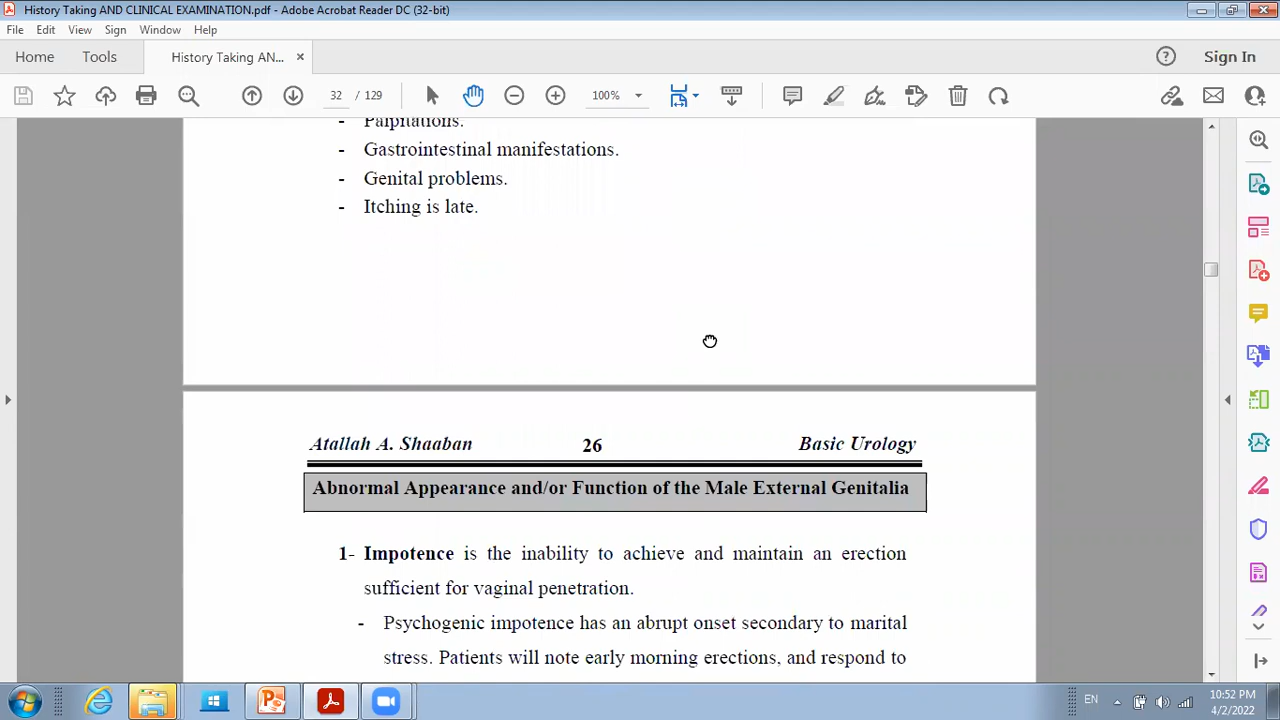 History Taking AND CLINICAL EXAMINATION.pdf - Adobe Acrobat Reader DC (32-bit)
File Edit View Sign Window Help
Home Tools History Taking AN... × Sign In
32 / 129 100%
- Palpitations.
- Gastrointestinal manifestations.
- Genital problems.
- Itching is late.
Atallah A. Shaaban 26 Basic Urology
Abnormal Appearance and/or Function of the Male External Genitalia
1- Impotence is the inability to achieve and maintain an erection
sufficient for vaginal penetration.
- Psychogenic impotence has an abrupt onset secondary to marital
stress. Patients will note early morning erections, and respond to
EN 10:52 PM
4/2/2022